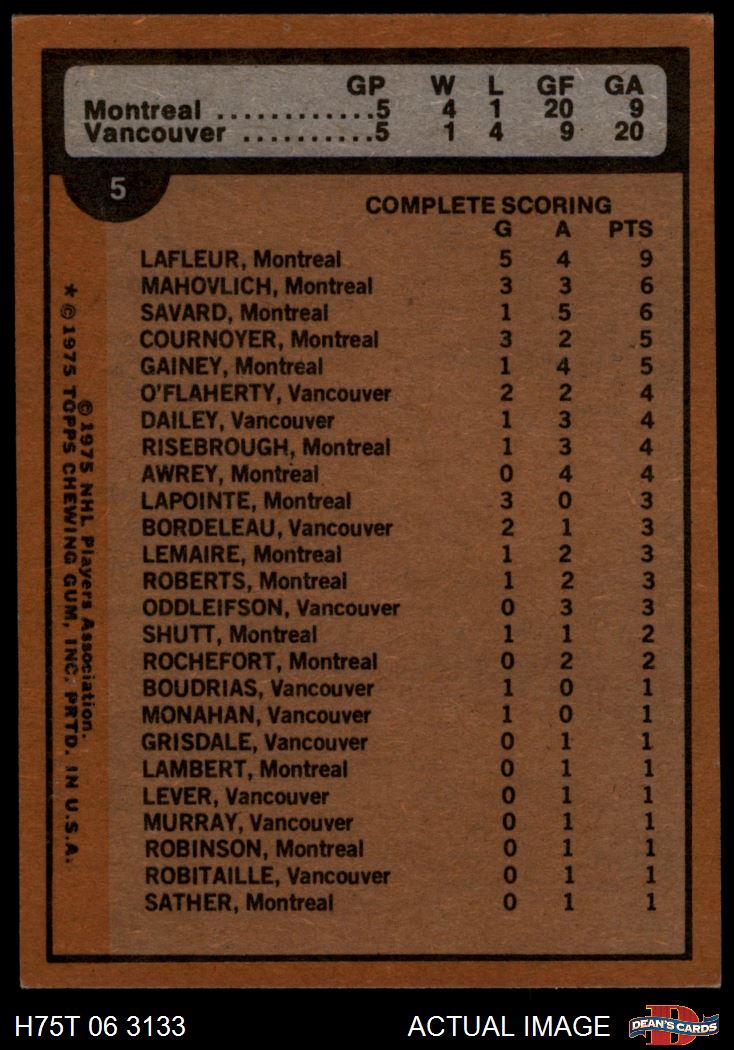 GP W L GF GA
Montreal ............5 4 1 20 9
Vancouver ..........5 1 4 9 20
5
COMPLETE SCORING
G A PTS
LAFLEUR, Montreal 5 4 9
MAHOVLICH, Montreal 3 3 6
SAVARD, Montreal 1 5 6
COURNOYER, Montreal 3 2 5
GAINEY, Montreal 1 4 5
O'FLAHERTY, Vancouver 2 2 4
DAILEY, Vancouver 1 3 4
RISEBROUGH, Montreal 1 3 4
AWREY, Montreal 0 4 4
LAPOINTE, Montreal 3 0 3
BORDELEAU, Vancouver 2 1 3
LEMAIRE, Montreal 1 2 3
ROBERTS, Montreal 1 2 3
ODDLEIFSON, Vancouver 0 3 3
SHUTT, Montreal 1 1 2
ROCHEFORT, Montreal 0 2 2
BOUDRIAS, Vancouver 1 0 1
MONAHAN, Vancouver 1 0 1
GRISDALE, Vancouver 0 1 1
LAMBERT, Montreal 0 1 1
LEVER, Vancouver 0 1 1
MURRAY, Vancouver 0 1 1
ROBINSON, Montreal 0 1 1
ROBITAILLE, Vancouver 0 1 1
SATHER, Montreal 0 1 1
© 1975 NHL Players Association.
★ © 1975 TOPPS CHEWING GUM, INC. PRTD. IN U.S.A.
H75T 06 3133 ACTUAL IMAGE
D
DEAN'S CARDS